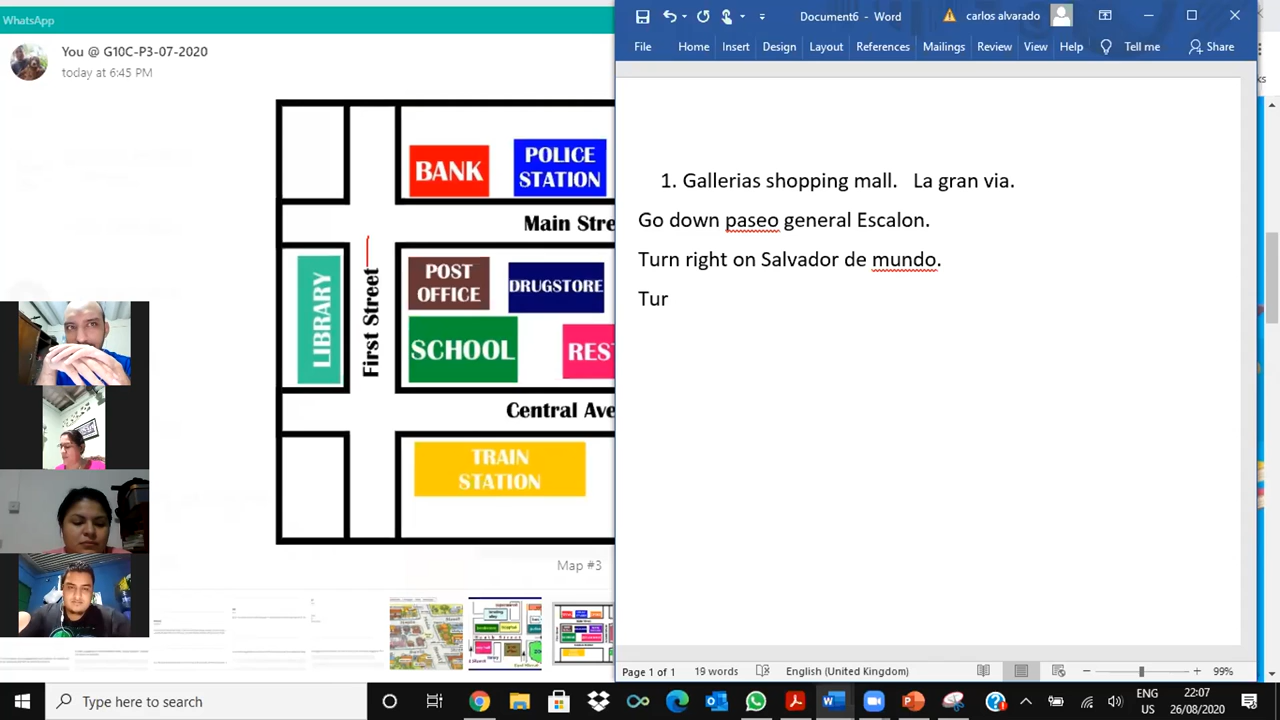 WhatsApp
You @ G10C-P3-07-2020
today at 6:45 PM
BANK
POLICE
STATION
Main Stre
LIBRARY
First Street
POST
OFFICE
DRUGSTORE
SCHOOL
RES
Central Ave
TRAIN
STATION
Map #3
Document6 - Word
carlos alvarado
File Home Insert Design Layout References Mailings Review View Help Tell me Share
1. Gallerias shopping mall. La gran via.
Go down paseo general Escalon.
Turn right on Salvador de mundo.
Tur
Page 1 of 1 19 words English (United Kingdom) 99%
Type here to search
ENG
US
22:07
26/08/2020